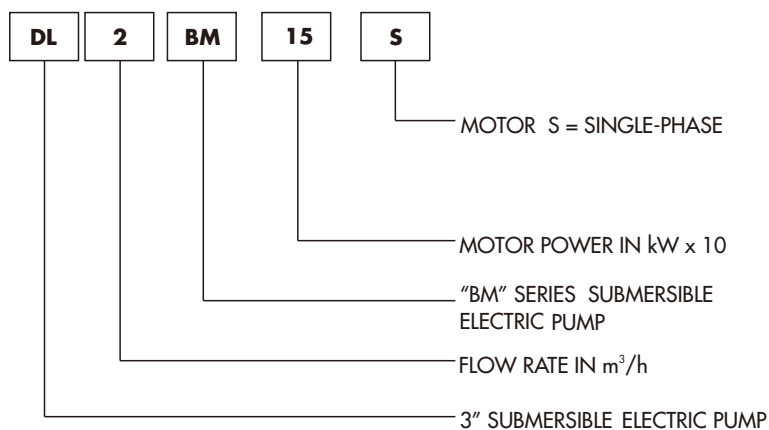 DL 2 BM 15 S
MOTOR S = SINGLE-PHASE
MOTOR POWER IN kW x 10
"BM" SERIES SUBMERSIBLE
ELECTRIC PUMP
FLOW RATE IN m³/h
3" SUBMERSIBLE ELECTRIC PUMP